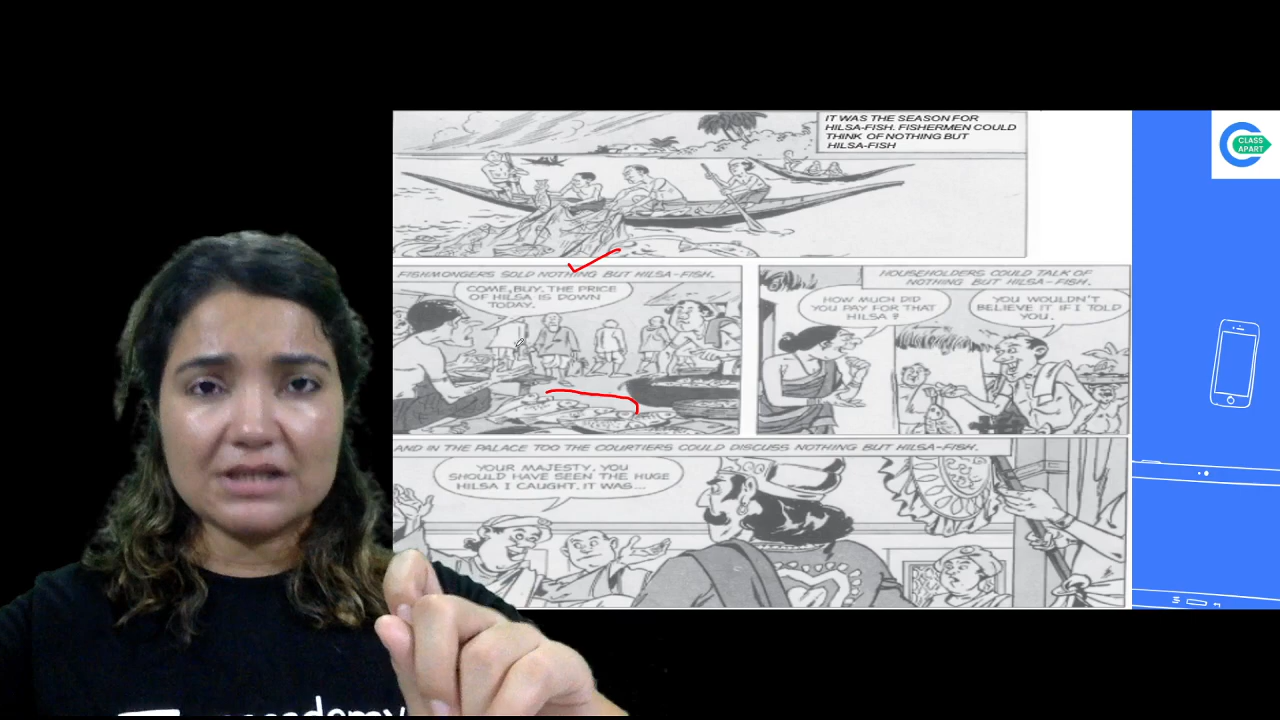 IT WAS THE SEASON FOR
HILSA-FISH. FISHERMEN COULD
THINK OF NOTHING BUT
HILSA-FISH
CLASS
APART
FISHMONGERS SOLD NOTHING BUT HILSA-FISH.
COME, BUY. THE PRICE
OF HILSA IS DOWN
TODAY.
HOUSEHOLDERS COULD TALK OF
NOTHING BUT HILSA-FISH.
HOW MUCH DID
YOU PAY FOR THAT
HILSA?
YOU WOULDN'T
BELIEVE IT IF I TOLD
YOU.
AND IN THE PALACE TOO THE COURTIERS COULD DISCUSS NOTHING BUT HILSA-FISH.
YOUR MAJESTY, YOU
SHOULD HAVE SEEN THE HUGE
HILSA I CAUGHT. IT WAS...